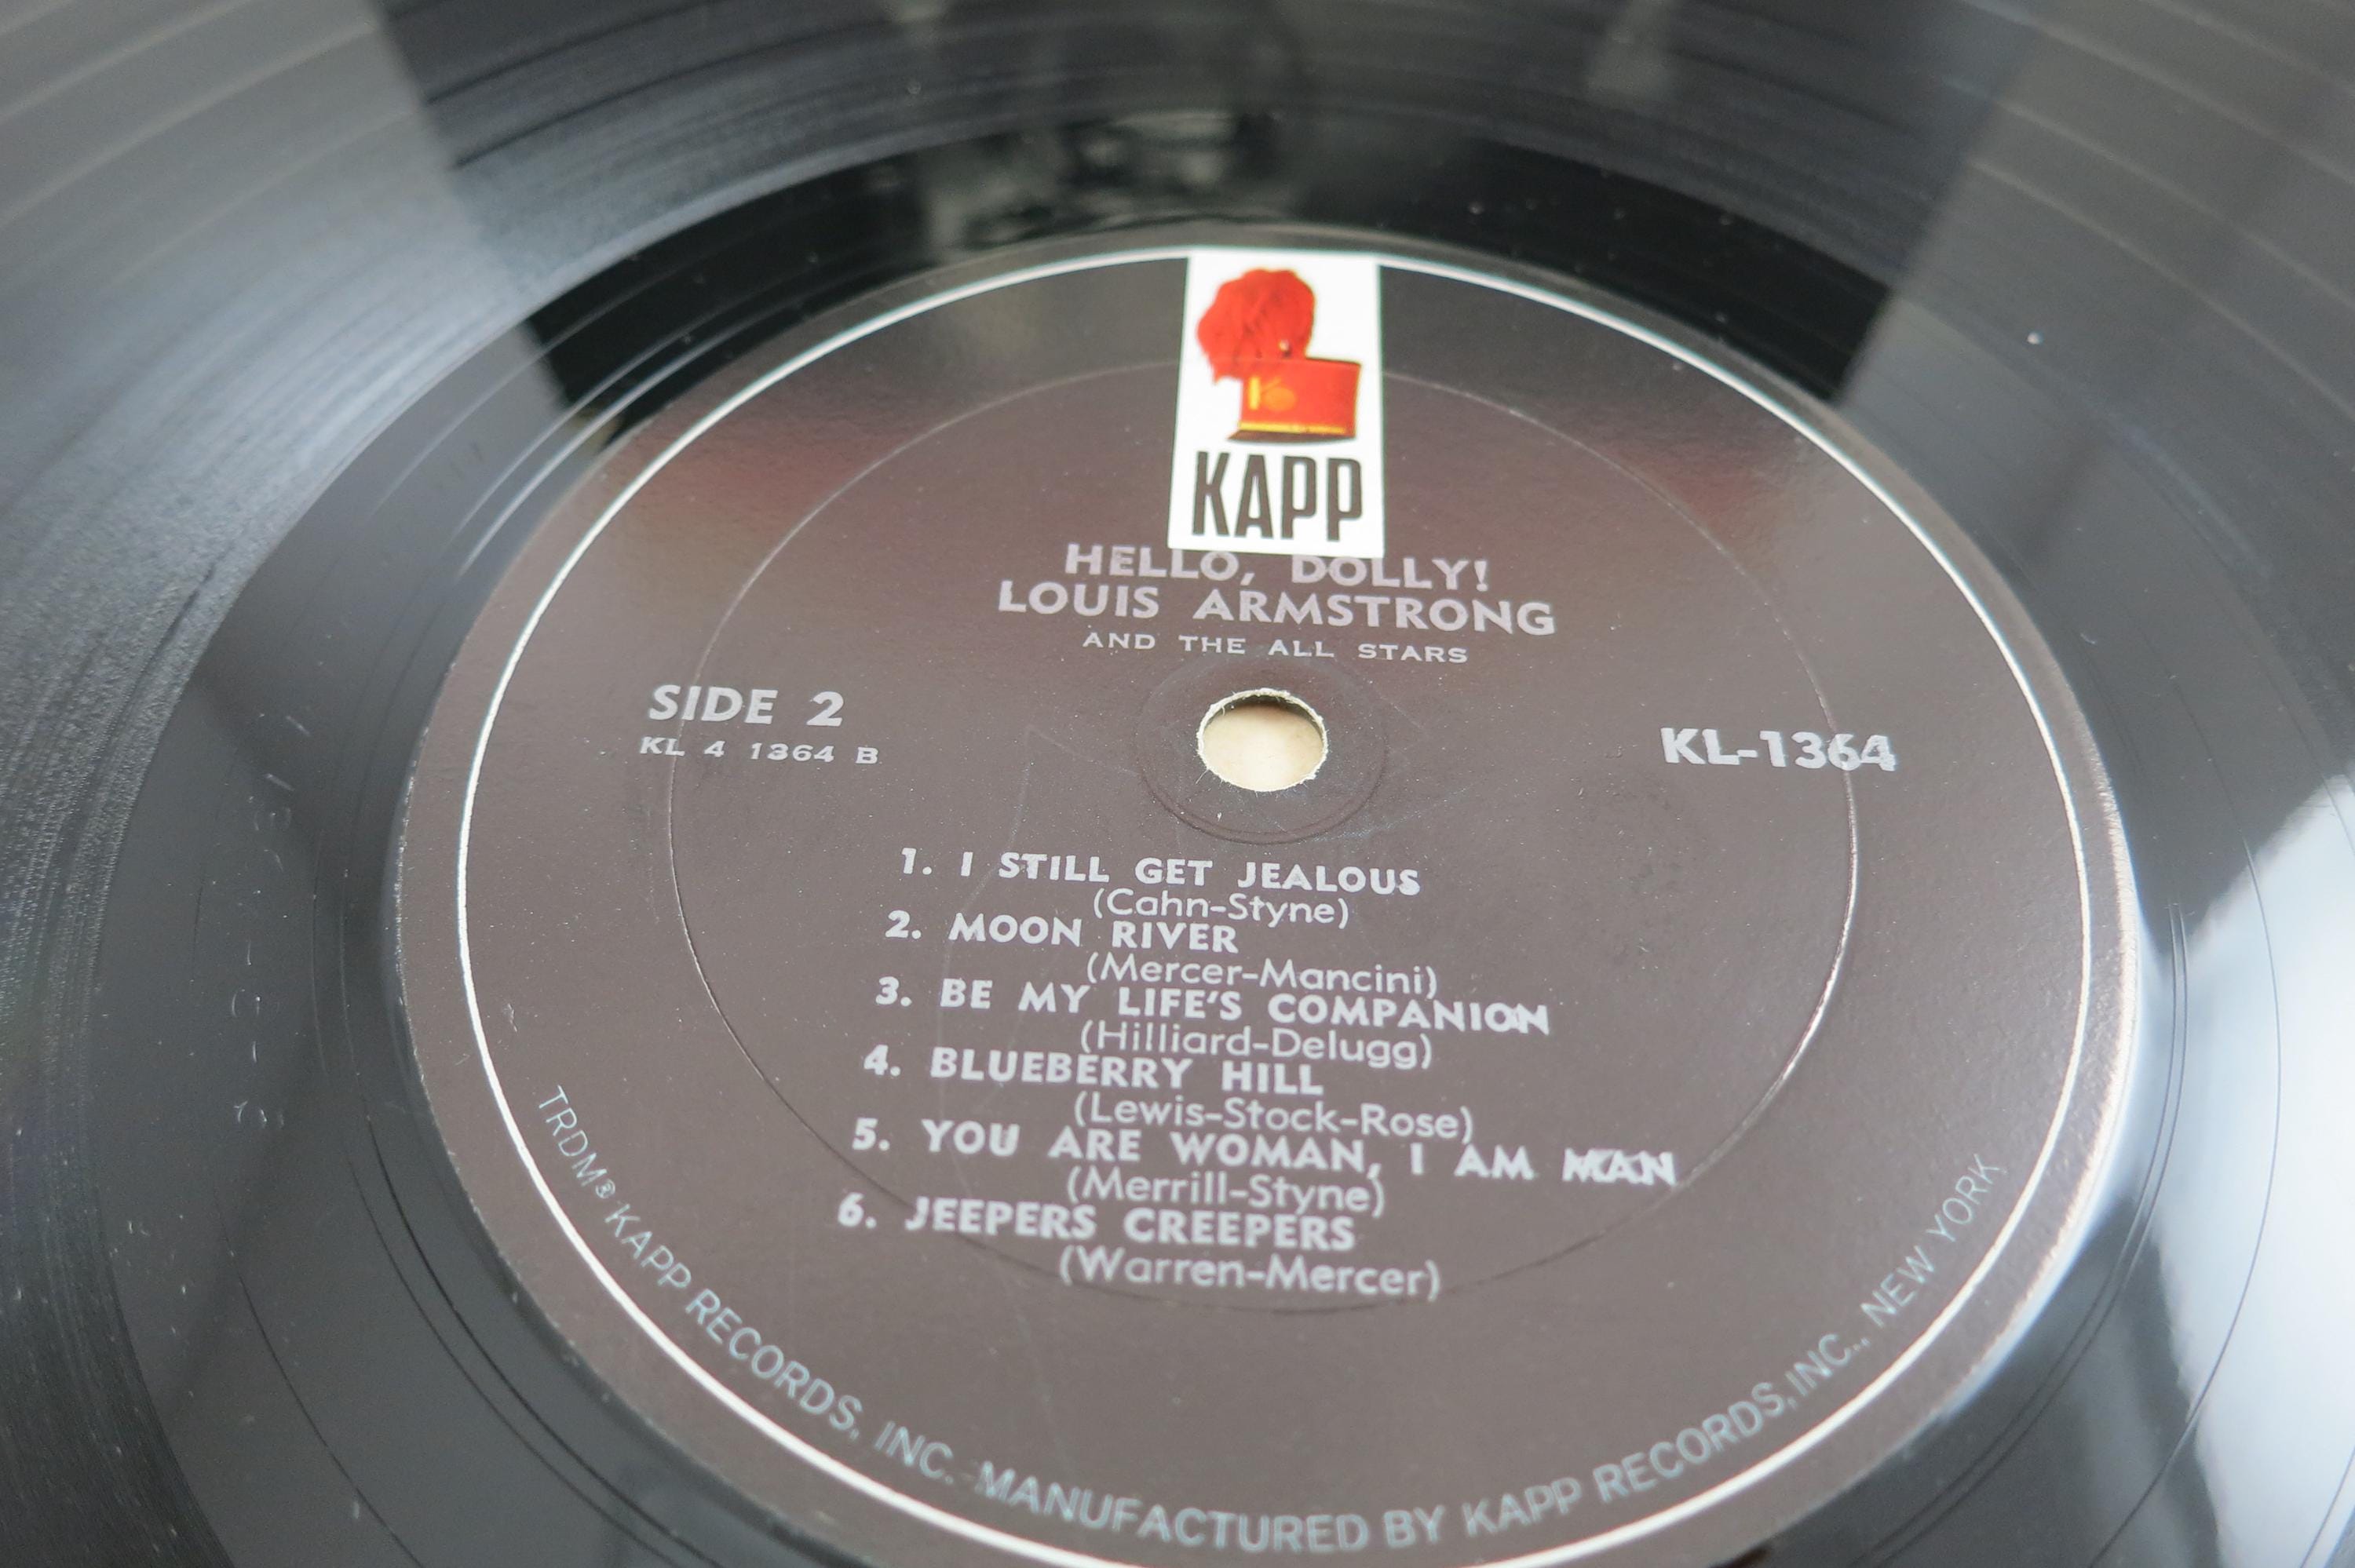 KAPP
HELLO, DOLLY!
LOUIS ARMSTRONG
AND THE ALL STARS
SIDE 2
KL 4 1364 B
KL-1364
1. I STILL GET JEALOUS
(Cahn-Styne)
2. MOON RIVER
(Mercer-Mancini)
3. BE MY LIFE'S COMPANION
(Hilliard-Delugg)
4. BLUEBERRY HILL
(Lewis-Stock-Rose)
5. YOU ARE WOMAN, I AM MAN
(Merrill-Styne)
6. JEEPERS CREEPERS
(Warren-Mercer)
TRDM® KAPP RECORDS, INC.-MANUFACTURED BY KAPP RECORDS, INC., NEW YORK